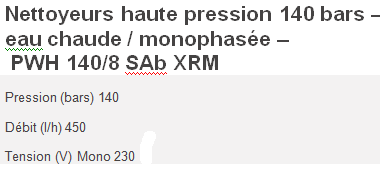 Nettoyeurs haute pression 140 bars –
eau chaude / monophasée –
PWH 140/8 SAb XRM
Pression (bars) 140
Débit (l/h) 450
Tension (V) Mono 230